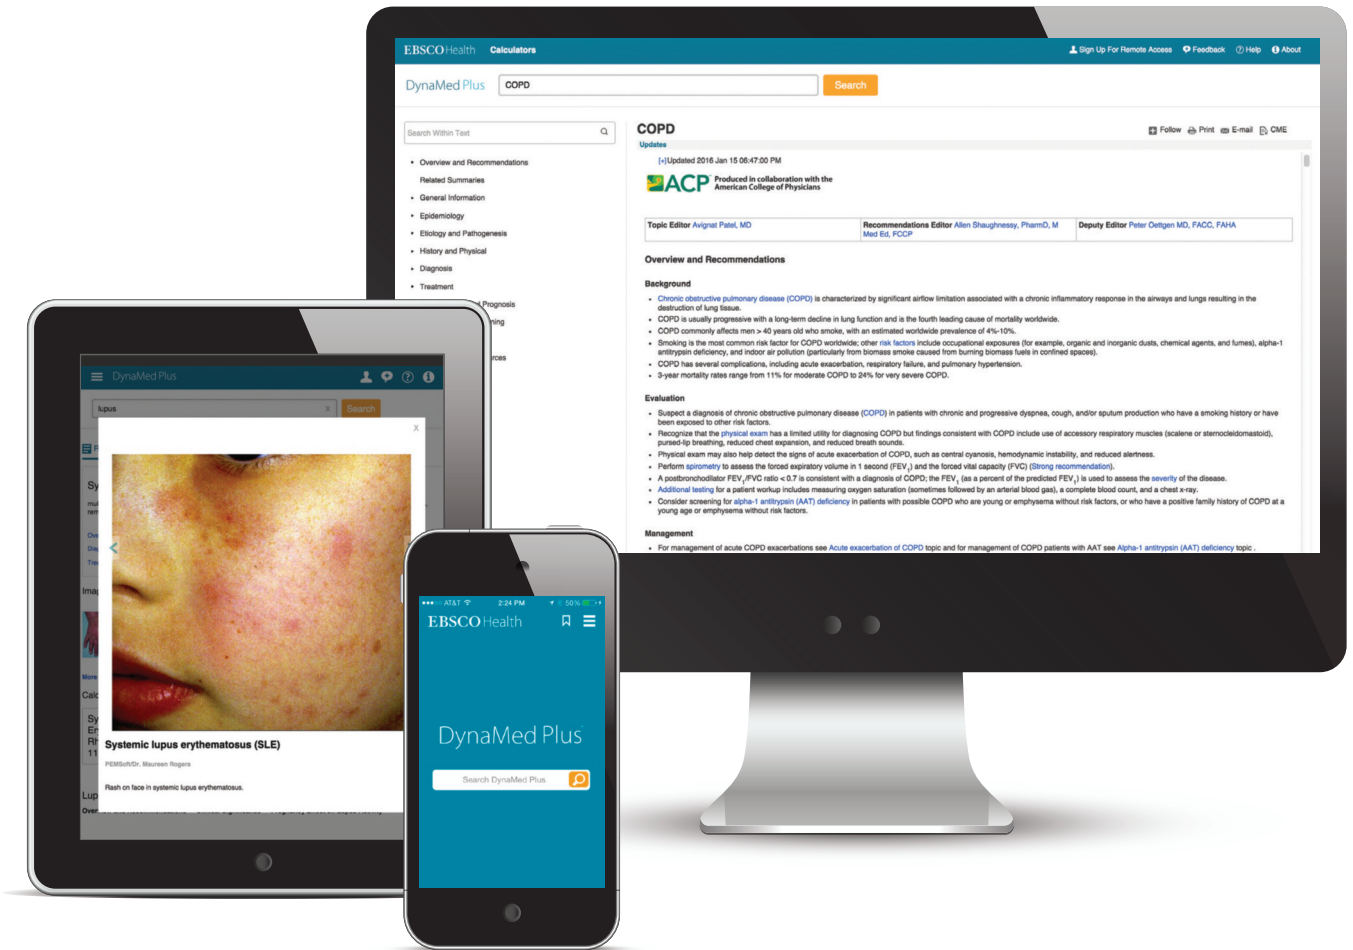 EBSCO Health Calculators
Sign Up For Remote Access Feedback Help About
DynaMed Plus COPD Search
Search Within Text
Overview and Recommendations
Related Summaries
General Information
Epidemiology
Etiology and Pathogenesis
History and Physical
Diagnosis
Treatment
Prognosis
COPD
Follow Print E-mail CME
Updates
[+]Updated 2016 Jan 15 06:47:00 PM
ACP Produced in collaboration with the
American College of Physicians
Topic Editor Avignat Patel, MD
Recommendations Editor Allen Shaughnessy, PharmD, M
Med Ed, FCCP
Deputy Editor Peter Oettgen MD, FACC, FAHA
Overview and Recommendations
Background
• Chronic obstructive pulmonary disease (COPD) is characterized by significant airflow limitation associated with a chronic inflammatory response in the airways and lungs resulting in the
destruction of lung tissue.
• COPD is usually progressive with a long-term decline in lung function and is the fourth leading cause of mortality worldwide.
• COPD commonly affects men > 40 years old who smoke, with an estimated worldwide prevalence of 4%-10%.
• Smoking is the most common risk factor for COPD worldwide; other risk factors include occupational exposures (for example, organic and inorganic dusts, chemical agents, and fumes), alpha-1
antitrypsin deficiency, and indoor air pollution (particularly from biomass smoke caused from burning biomass fuels in confined spaces).
• COPD has several complications, including acute exacerbation, respiratory failure, and pulmonary hypertension.
• 3-year mortality rates range from 11% for moderate COPD to 24% for very severe COPD.
Evaluation
• Suspect a diagnosis of chronic obstructive pulmonary disease (COPD) in patients with chronic and progressive dyspnea, cough, and/or sputum production who have a smoking history or have
been exposed to other risk factors.
• Recognize that the physical exam has a limited utility for diagnosing COPD but findings consistent with COPD include use of accessory respiratory muscles (scalene or sternocleidomastoid),
pursed-lip breathing, reduced chest expansion, and reduced breath sounds.
• Physical exam may also help detect the signs of acute exacerbation of COPD, such as central cyanosis, hemodynamic instability, and reduced alertness.
• Perform spirometry to assess the forced expiratory volume in 1 second (FEV1) and the forced vital capacity (FVC) (Strong recommendation).
• A postbronchodilator FEV1/FVC ratio < 0.7 is consistent with a diagnosis of COPD; the FEV1 (as a percent of the predicted FEV1) is used to assess the severity of the disease.
• Additional testing for a patient workup includes measuring oxygen saturation (sometimes followed by an arterial blood gas), a complete blood count, and a chest x-ray.
• Consider screening for alpha-1 antitrypsin (AAT) deficiency in patients with possible COPD who are young or emphysema without risk factors, or who have a positive family history of COPD at a
young age or emphysema without risk factors.
Management
• For management of acute COPD exacerbations see Acute exacerbation of COPD topic and for management of COPD patients with AAT see Alpha-1 antitrypsin (AAT) deficiency topic .
DynaMed Plus
lupus X Search
X
Systemic lupus erythematosus (SLE)
PEMSoft/Dr. Maureen Rogers
Rash on face in systemic lupus erythematosus.
AT&T 2:24 PM 50%
EBSCO Health
DynaMed Plus
Search DynaMed Plus